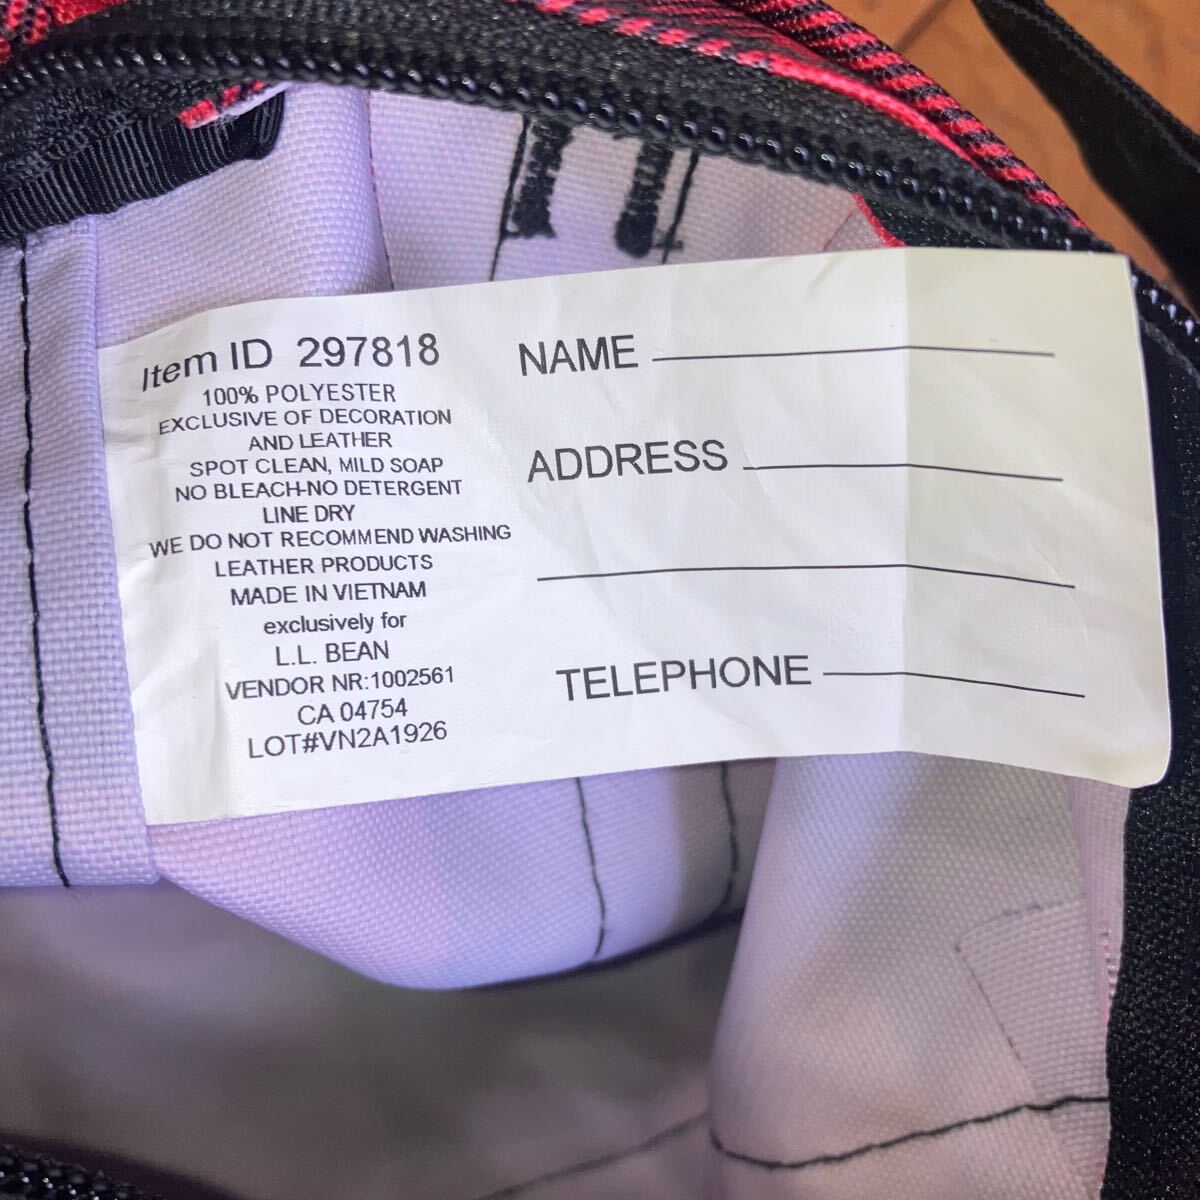 Item ID 297818
100% POLYESTER
EXCLUSIVE OF DECORATION
AND LEATHER
SPOT CLEAN, MILD SOAP
NO BLEACH-NO DETERGENT
LINE DRY
WE DO NOT RECOMMEND WASHING
LEATHER PRODUCTS
MADE IN VIETNAM
exclusively for
L.L. BEAN
VENDOR NR:1002561
CA 04754
LOT#VN2A1926
NAME
ADDRESS
TELEPHONE